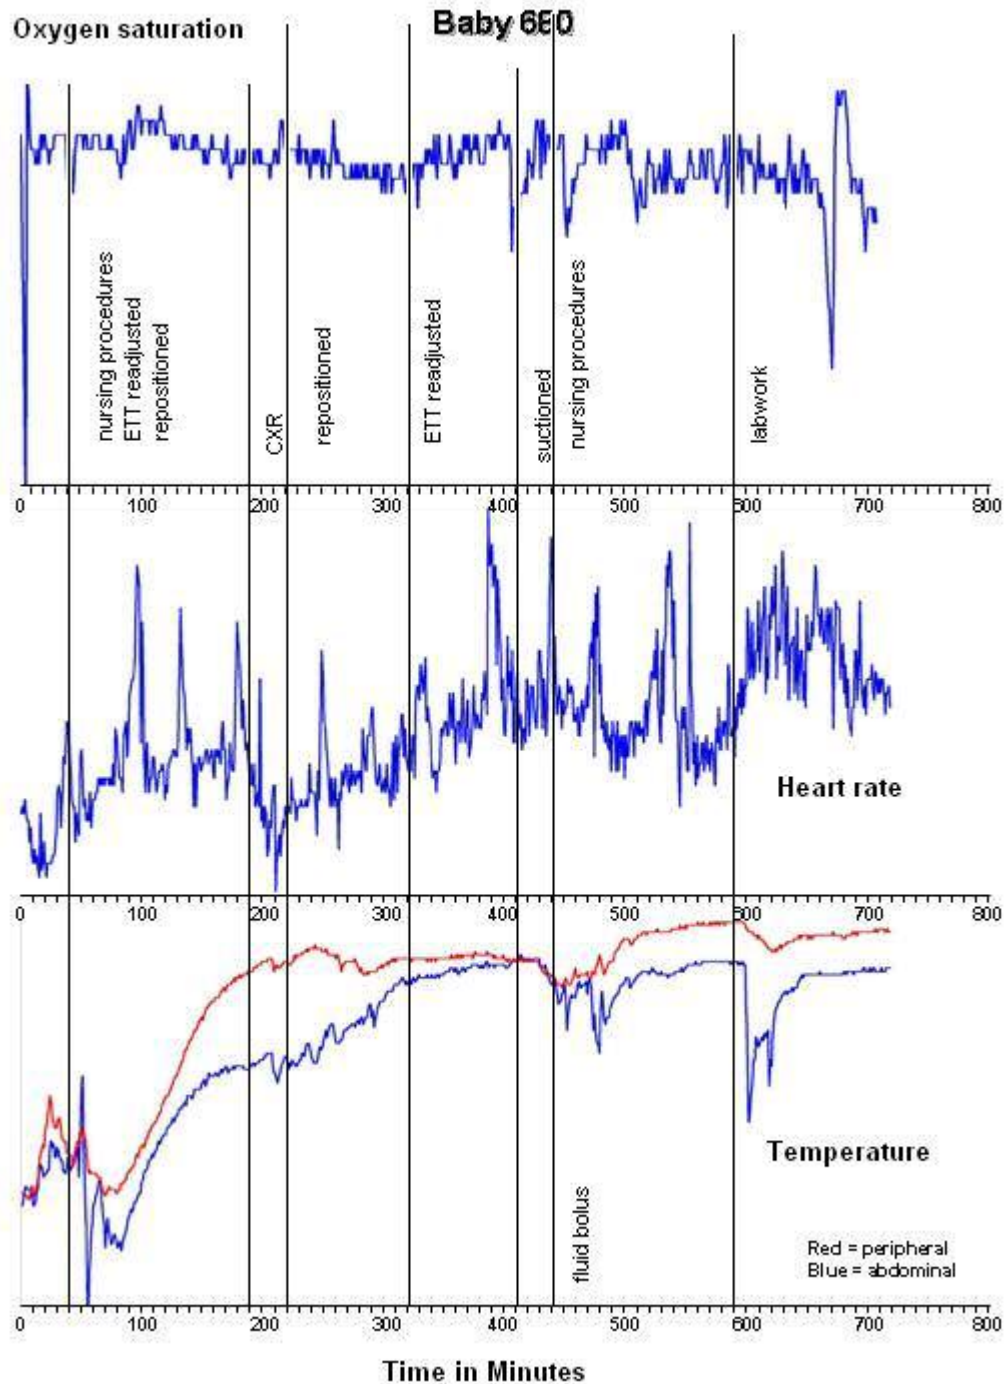 Baby 660
Oxygen saturation
nursing procedures
ETT readjusted
repositioned
CXR
repositioned
ETT readjusted
suctioned
nursing procedures
labwork
0 100 200 300 400 500 600 700 800
Heart rate
0 100 200 300 400 500 600 700 800
Temperature
fluid bolus
Red = peripheral
Blue = abdominal
0 100 200 300 400 500 600 700 800
Time in Minutes